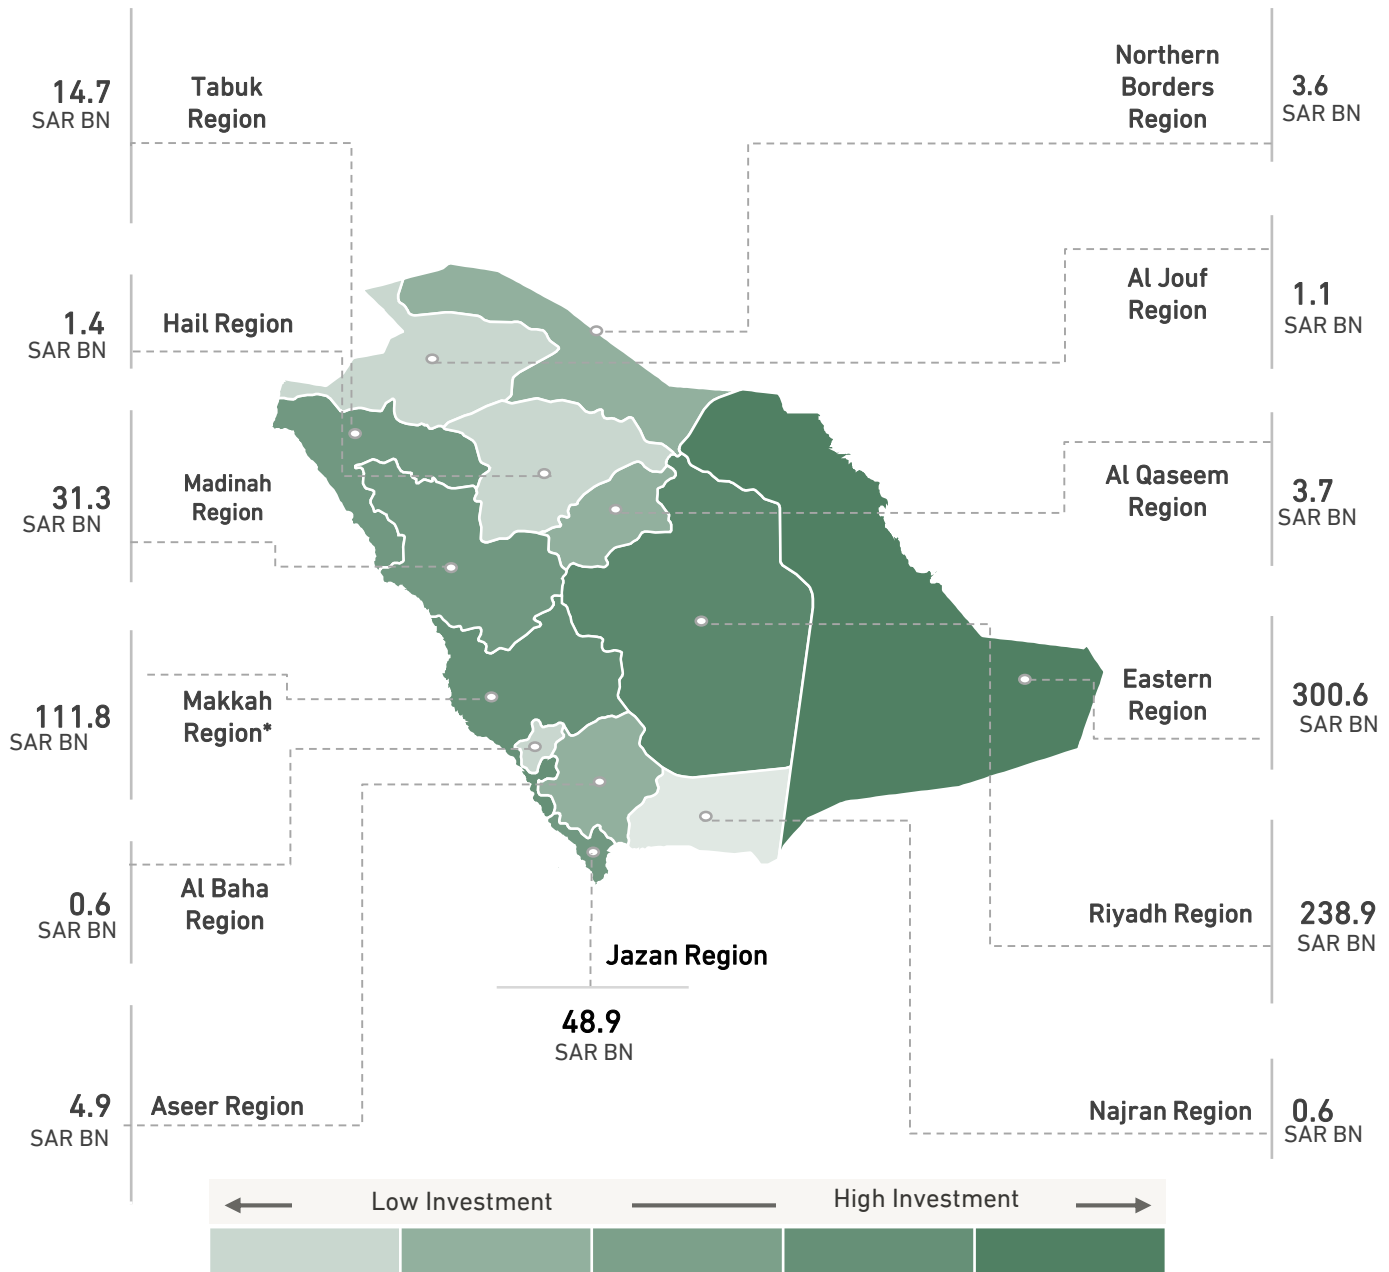 14.7
SAR BN
Tabuk
Region
Northern
Borders
Region
3.6
SAR BN
1.4
SAR BN
Hail Region
Al Jouf
Region
1.1
SAR BN
31.3
SAR BN
Madinah
Region
Al Qaseem
Region
3.7
SAR BN
111.8
SAR BN
Makkah
Region*
Eastern
Region
300.6
SAR BN
0.6
SAR BN
Al Baha
Region
Riyadh Region
238.9
SAR BN
Jazan Region
48.9
SAR BN
4.9
SAR BN
Aseer Region
Najran Region
0.6
SAR BN
Low Investment
High Investment